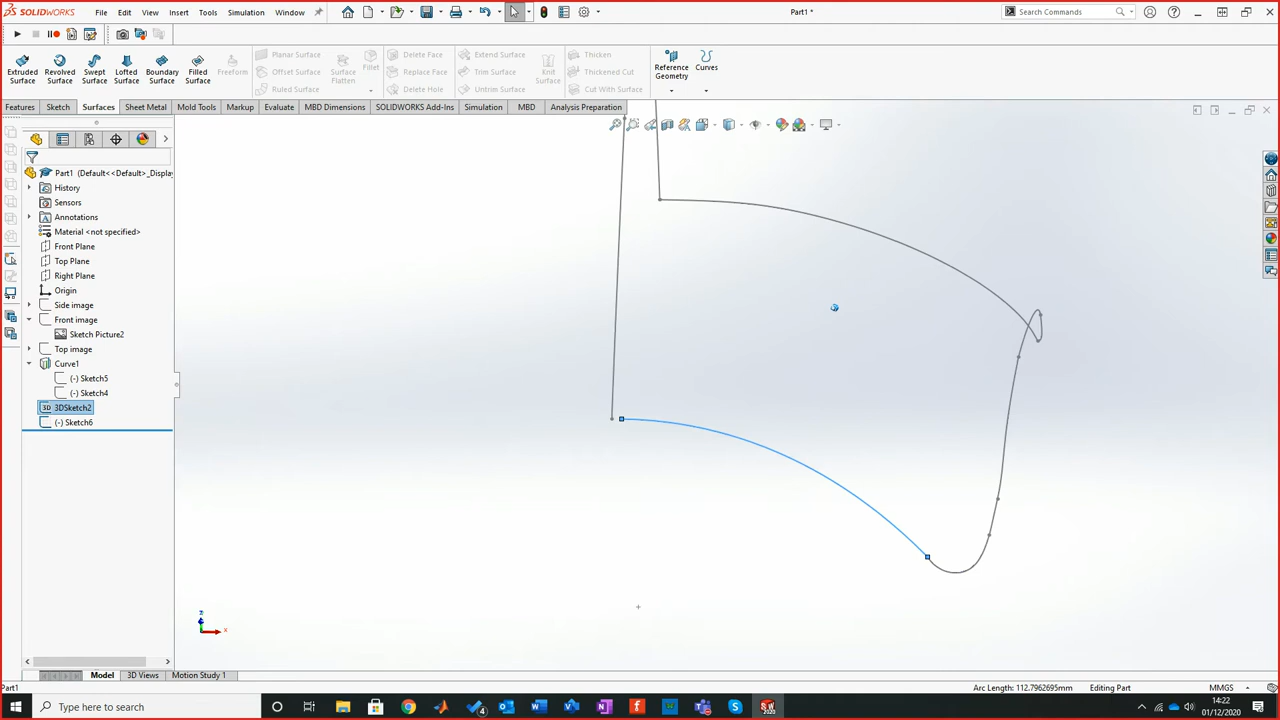 SOLIDWORKS File Edit View Insert Tools Simulation Window Part1 * Search Commands
Extruded Surface Revolved Surface Swept Surface Lofted Surface Boundary Surface Filled Surface Freeform
Planar Surface
Offset Surface
Ruled Surface
Surface Flatten
Fillet
Delete Face
Replace Face
Delete Hole
Extend Surface
Trim Surface
Untrim Surface
Knit Surface
Thicken
Thickened Cut
Cut With Surface
Reference Geometry
Curves
Features Sketch Surfaces Sheet Metal Mold Tools Markup Evaluate MBD Dimensions SOLIDWORKS Add-Ins Simulation MBD Analysis Preparation
Part1 (Default<<Default>_Display
History
Sensors
Annotations
Material <not specified>
Front Plane
Top Plane
Right Plane
Origin
Side image
Front image
Sketch Picture2
Top image
Curve1
(-) Sketch5
(-) Sketch4
3D 3DSketch2
(-) Sketch6
z
x
Model 3D Views Motion Study 1
Part1 Arc Length: 112.7962695mm Editing Part MMGS
Type here to search
4
14:22
01/12/2020